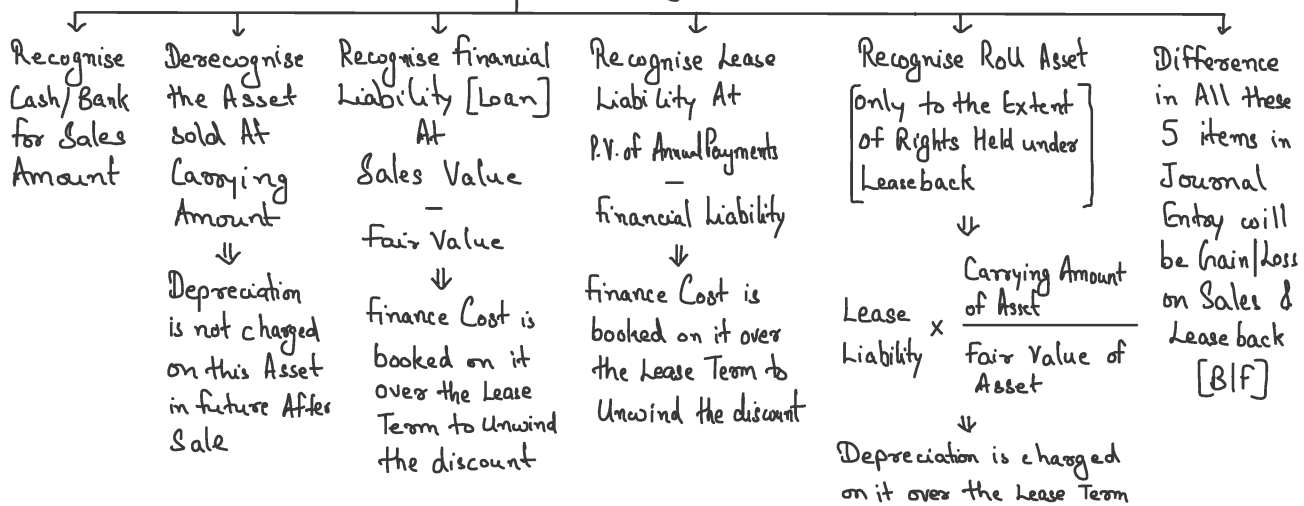 Recognise
Cash/Bank
for Sales
Amount
Derecognise
the Asset
sold At
Carrying
Amount
⇓
Depreciation
is not charged
on this Asset
in future After
Sale
Recognise Financial
Liability [Loan]
At
Sales Value
–
Fair Value
⇓
Finance Cost is
booked on it
over the Lease
Term to Unwind
the discount
Recognise Lease
Liability At
P.V. of Annual Payments
–
Financial Liability
⇓
Finance Cost is
booked on it over
the Lease Term to
Unwind the discount
Recognise RoU Asset
[only to the Extent
of Rights Held under
Leaseback]
⇓
Lease
Liability
×
Carrying Amount
of Asset
Fair Value of
Asset
⇓
Depreciation is charged
on it over the Lease Term
Difference
in All these
5 items in
Journal
Entry will
be Gain/Loss
on Sales &
Leaseback
[B/F]